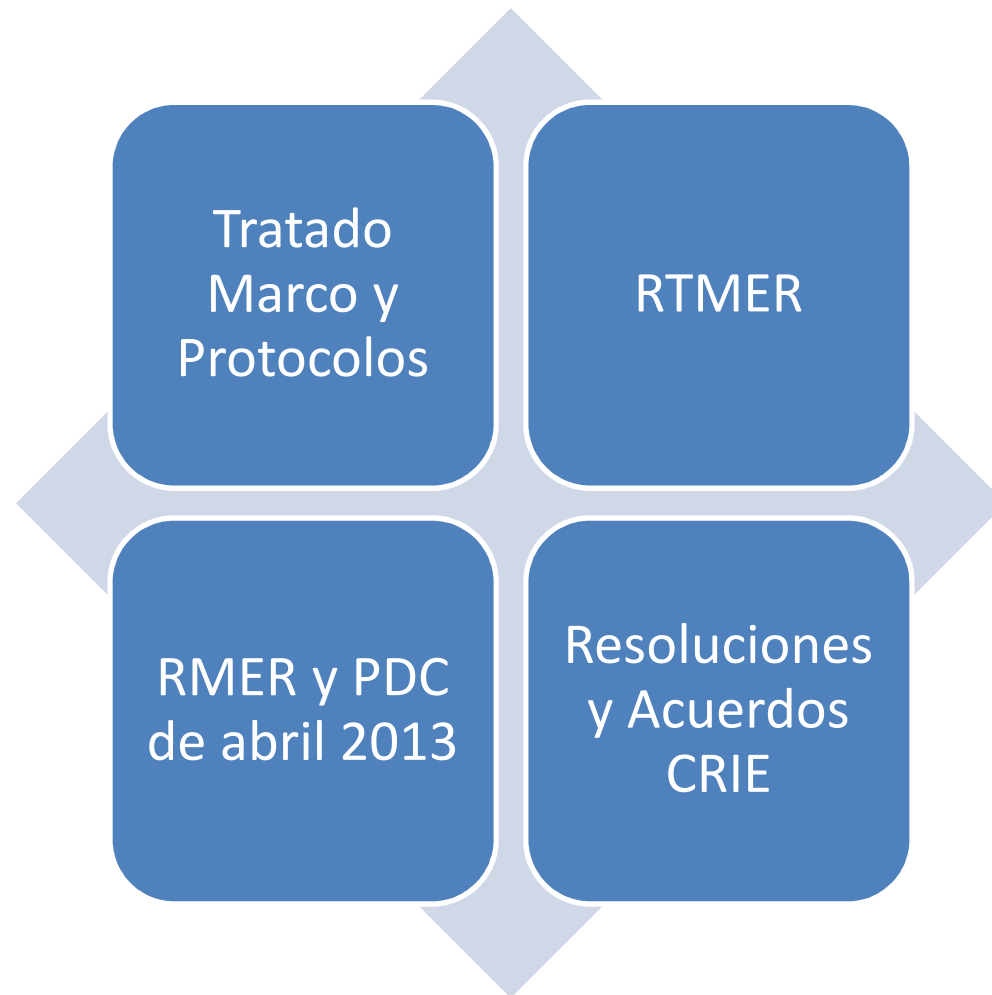 Tratado
Marco y
Protocolos
RTMER
RMER y PDC
de abril 2013
Resoluciones
y Acuerdos
CRIE